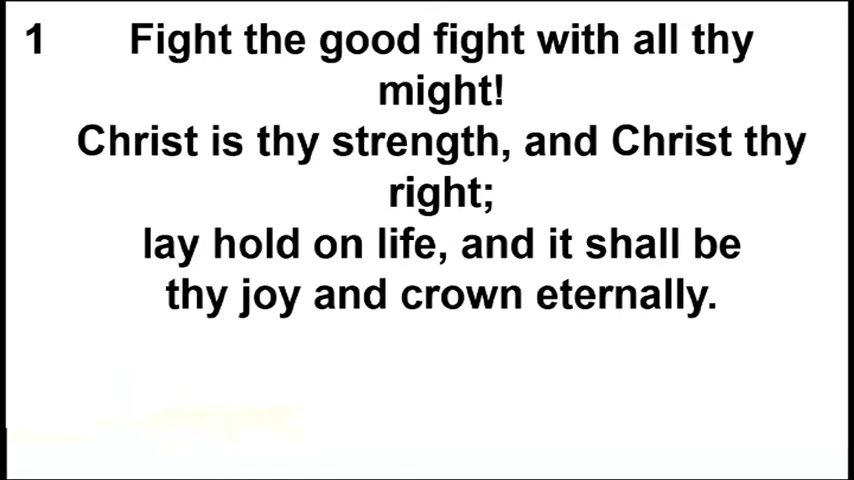 1 Fight the good fight with all thy
might!
Christ is thy strength, and Christ thy
right;
lay hold on life, and it shall be
thy joy and crown eternally.